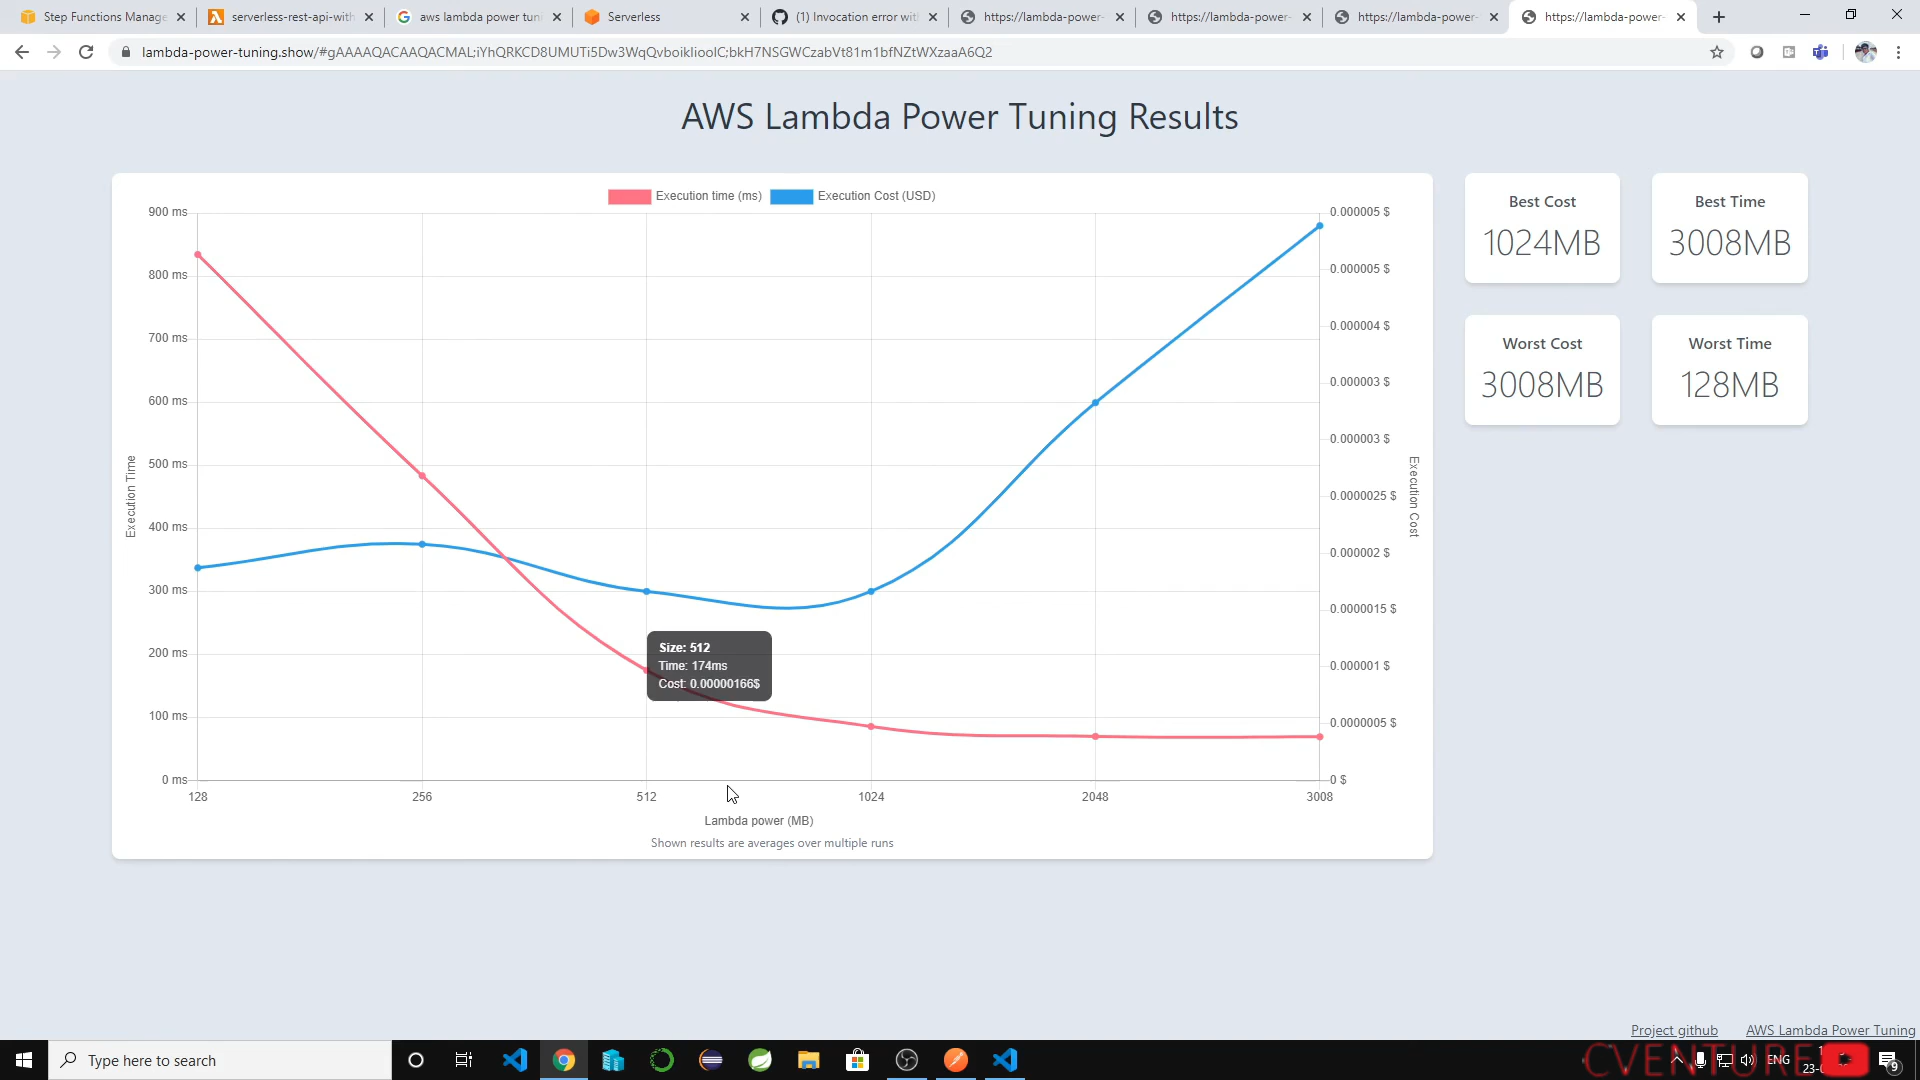 Step Functions Manage
serverless-rest-api-with
aws lambda power tuni
Serverless
(1) Invocation error with
https://lambda-power-
https://lambda-power-
https://lambda-power-
https://lambda-power-
lambda-power-tuning.show/#gAAAAQACAAQACMAL;iYhQRKCD8UMUTi5Dw3WqQvboikIioolC;bkH7NSGWCzabVt81m1bfNZtWXzaaA6Q2
AWS Lambda Power Tuning Results
Execution time (ms)
Execution Cost (USD)
900 ms
800 ms
700 ms
600 ms
500 ms
400 ms
300 ms
200 ms
100 ms
0 ms
Execution Time
0.000005 $
0.000005 $
0.000004 $
0.000003 $
0.000003 $
0.0000025 $
0.000002 $
0.0000015 $
0.000001 $
0.0000005 $
0 $
Execution Cost
Size: 512
Time: 174ms
Cost: 0.00000166$
128
256
512
1024
2048
3008
Lambda power (MB)
Shown results are averages over multiple runs
Best Cost
1024MB
Best Time
3008MB
Worst Cost
3008MB
Worst Time
128MB
Project github
AWS Lambda Power Tuning
Type here to search
CVENTURE
ENG
9